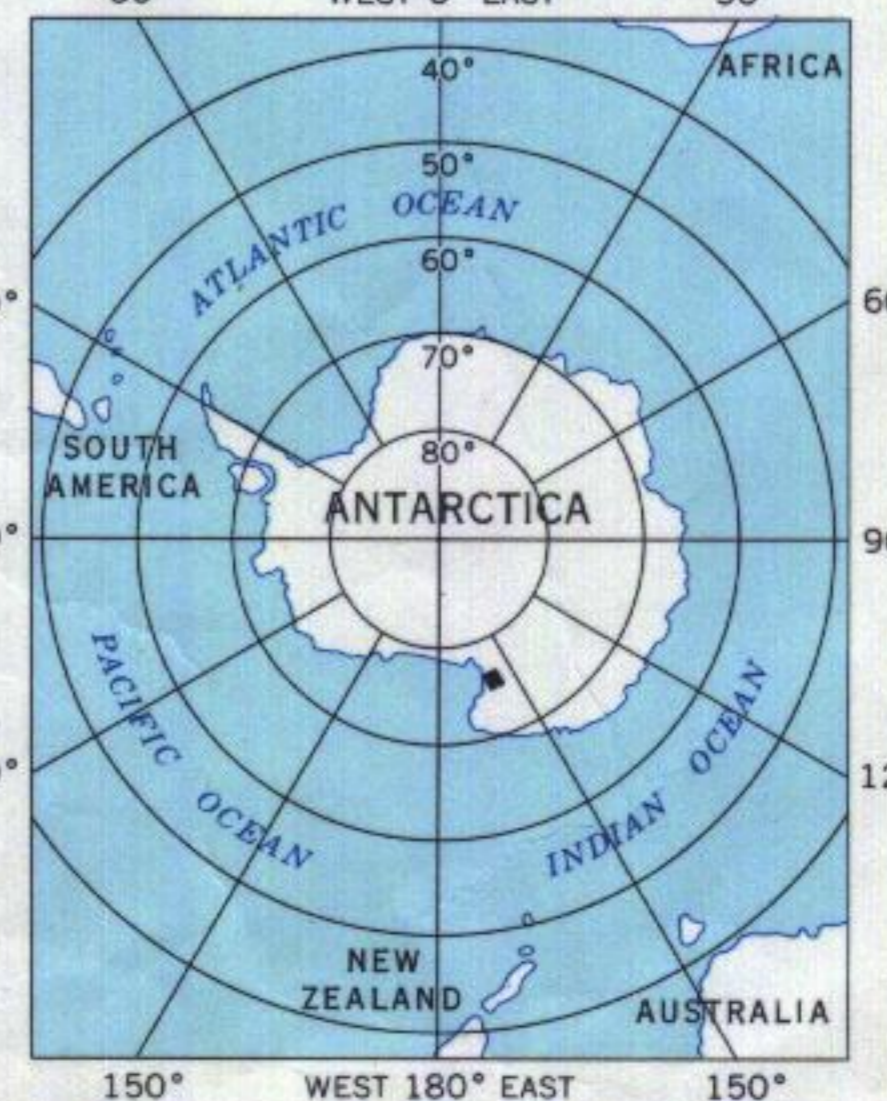 WEST 0° EAST
AFRICA
40°
50°
ATLANTIC OCEAN
60°
70°
80°
SOUTH
AMERICA
ANTARCTICA
PACIFIC OCEAN
INDIAN OCEAN
NEW
ZEALAND
AUSTRALIA
150° WEST 180° EAST 150°